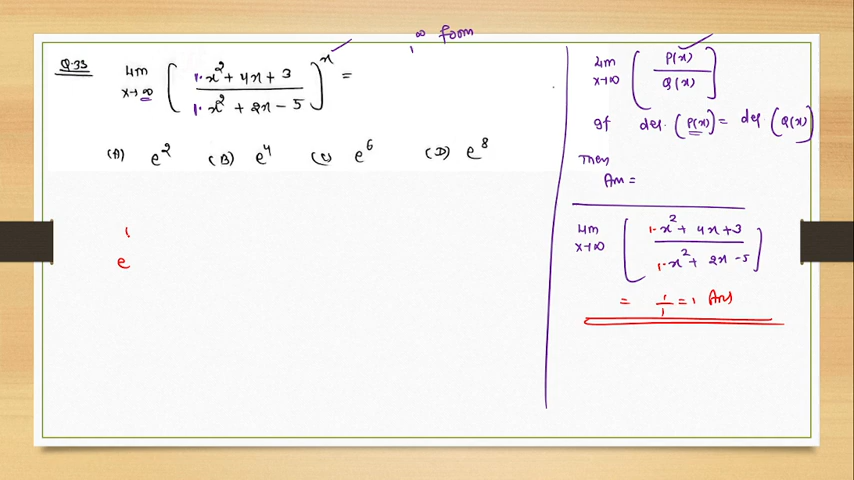 1^∞ form
Q-33 lim x→∞ ( 1·x² + 4x + 3 / 1·x² + 2x - 5 )^x =
(A) e² (B) e⁴ (C) e⁶ (D) e⁸
1
e
lim x→∞ [ P(x) / Q(x) ]
If deg. (P(x)) = deg (Q(x))
Then
Ans =
lim x→∞ [ 1·x² + 4x + 3 / 1·x² + 2x - 5 ]
= 1/1 = 1 Ans